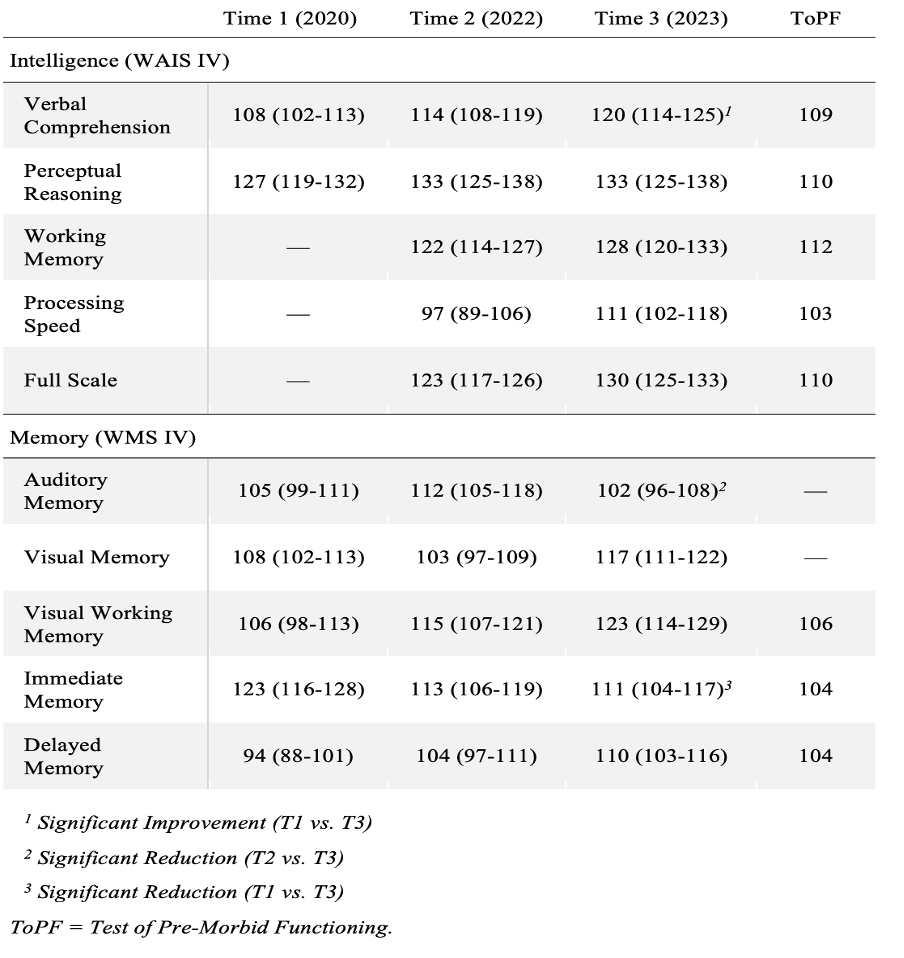 Time 1 (2020) Time 2 (2022) Time 3 (2023) ToPF
Intelligence (WAIS IV)
Verbal
Comprehension 108 (102-113) 114 (108-119) 120 (114-125)1 109
Perceptual
Reasoning 127 (119-132) 133 (125-138) 133 (125-138) 110
Working
Memory — 122 (114-127) 128 (120-133) 112
Processing
Speed — 97 (89-106) 111 (102-118) 103
Full Scale — 123 (117-126) 130 (125-133) 110
Memory (WMS IV)
Auditory
Memory 105 (99-111) 112 (105-118) 102 (96-108)2 —
Visual Memory 108 (102-113) 103 (97-109) 117 (111-122) —
Visual Working
Memory 106 (98-113) 115 (107-121) 123 (114-129) 106
Immediate
Memory 123 (116-128) 113 (106-119) 111 (104-117)3 104
Delayed
Memory 94 (88-101) 104 (97-111) 110 (103-116) 104
1 Significant Improvement (T1 vs. T3)
2 Significant Reduction (T2 vs. T3)
3 Significant Reduction (T1 vs. T3)
ToPF = Test of Pre-Morbid Functioning.